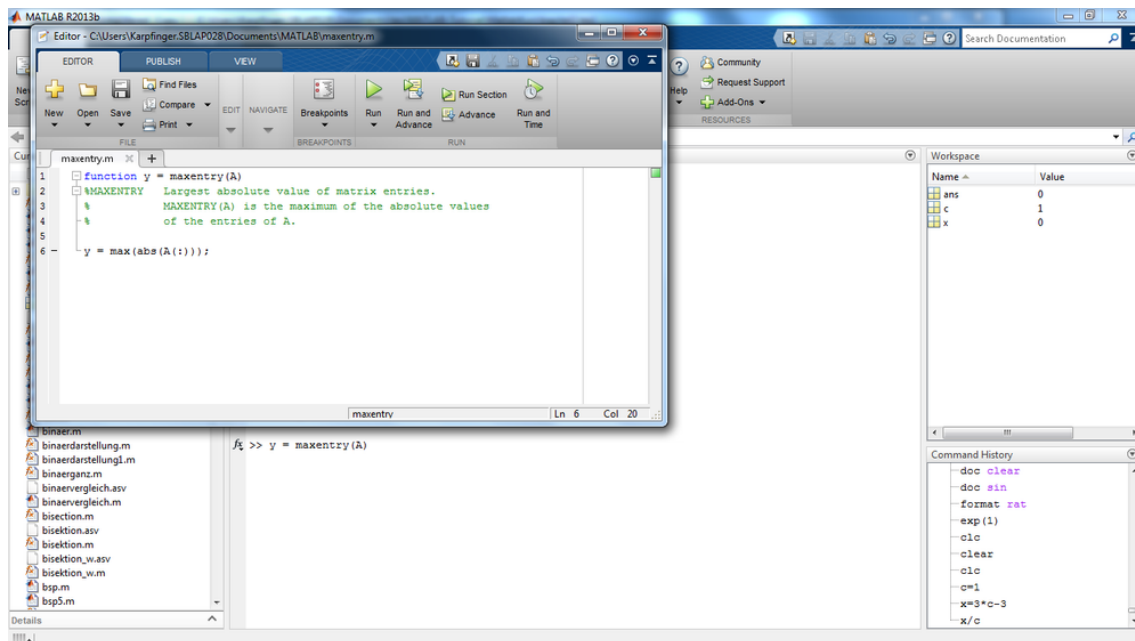 MATLAB R2013b
Editor - C:\Users\Karpfinger.SBLAP028\Documents\MATLAB\maxentry.m
EDITOR PUBLISH VIEW
Search Documentation
New Open Save
Find Files
Compare
Print
FILE
EDIT NAVIGATE
Breakpoints
BREAKPOINTS
Run Run and Advance
Run Section
Advance
Run and Time
RUN
Help
Community
Request Support
Add-Ons
RESOURCES
maxentry.m
1 function y = maxentry(A)
2 %MAXENTRY Largest absolute value of matrix entries.
3 % MAXENTRY(A) is the maximum of the absolute values
4 % of the entries of A.
5
6 y = max(abs(A(:)));
maxentry Ln 6 Col 20
binaer.m
binaerdarstellung.m
binaerdarstellung1.m
binaerganz.m
binaervergleich.asv
binaervergleich.m
bisection.m
bisektion.asv
bisektion.m
bisektion_w.asv
bisektion_w.m
bsp.m
bsp5.m
Details
fx >> y = maxentry(A)
Workspace
Name Value
ans 0
c 1
x 0
Command History
doc clear
doc sin
format rat
exp(1)
clc
clear
clc
c=1
x=3*c-3
x/c